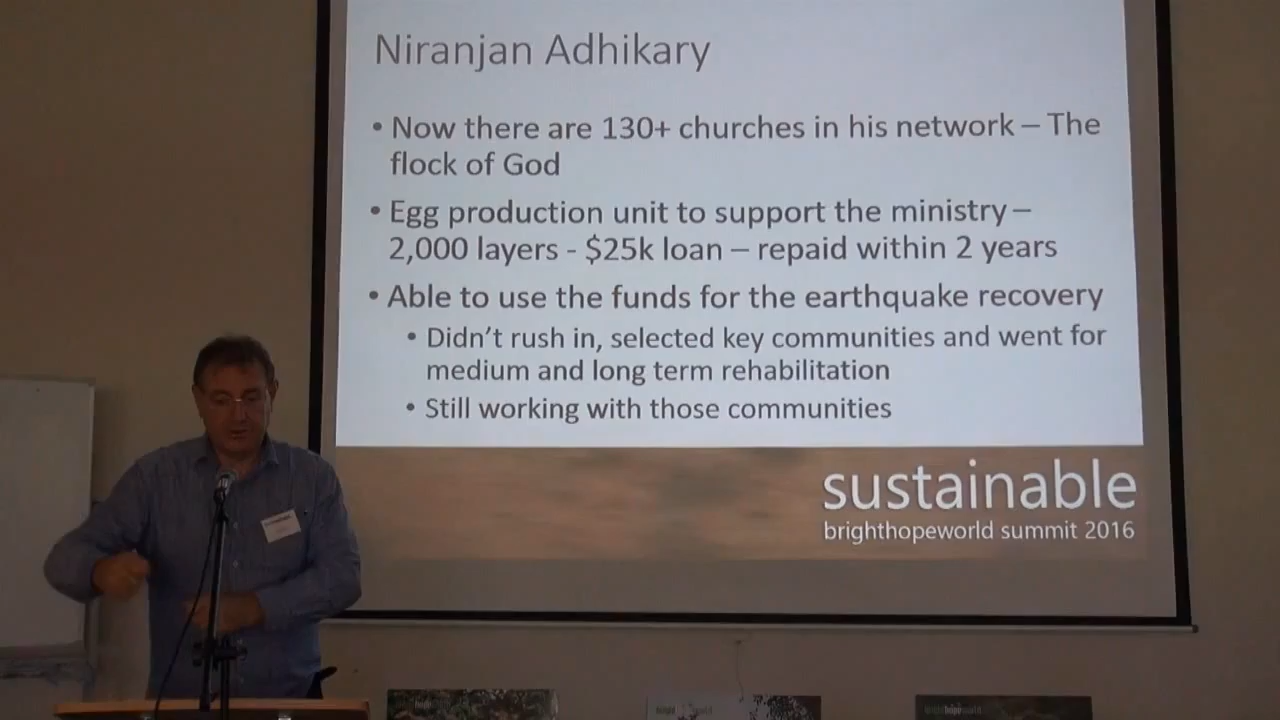 Niranjan Adhikary
• Now there are 130+ churches in his network – The
flock of God
• Egg production unit to support the ministry –
2,000 layers - $25k loan – repaid within 2 years
• Able to use the funds for the earthquake recovery
• Didn't rush in, selected key communities and went for
medium and long term rehabilitation
• Still working with those communities
sustainable
brighthopeworld summit 2016